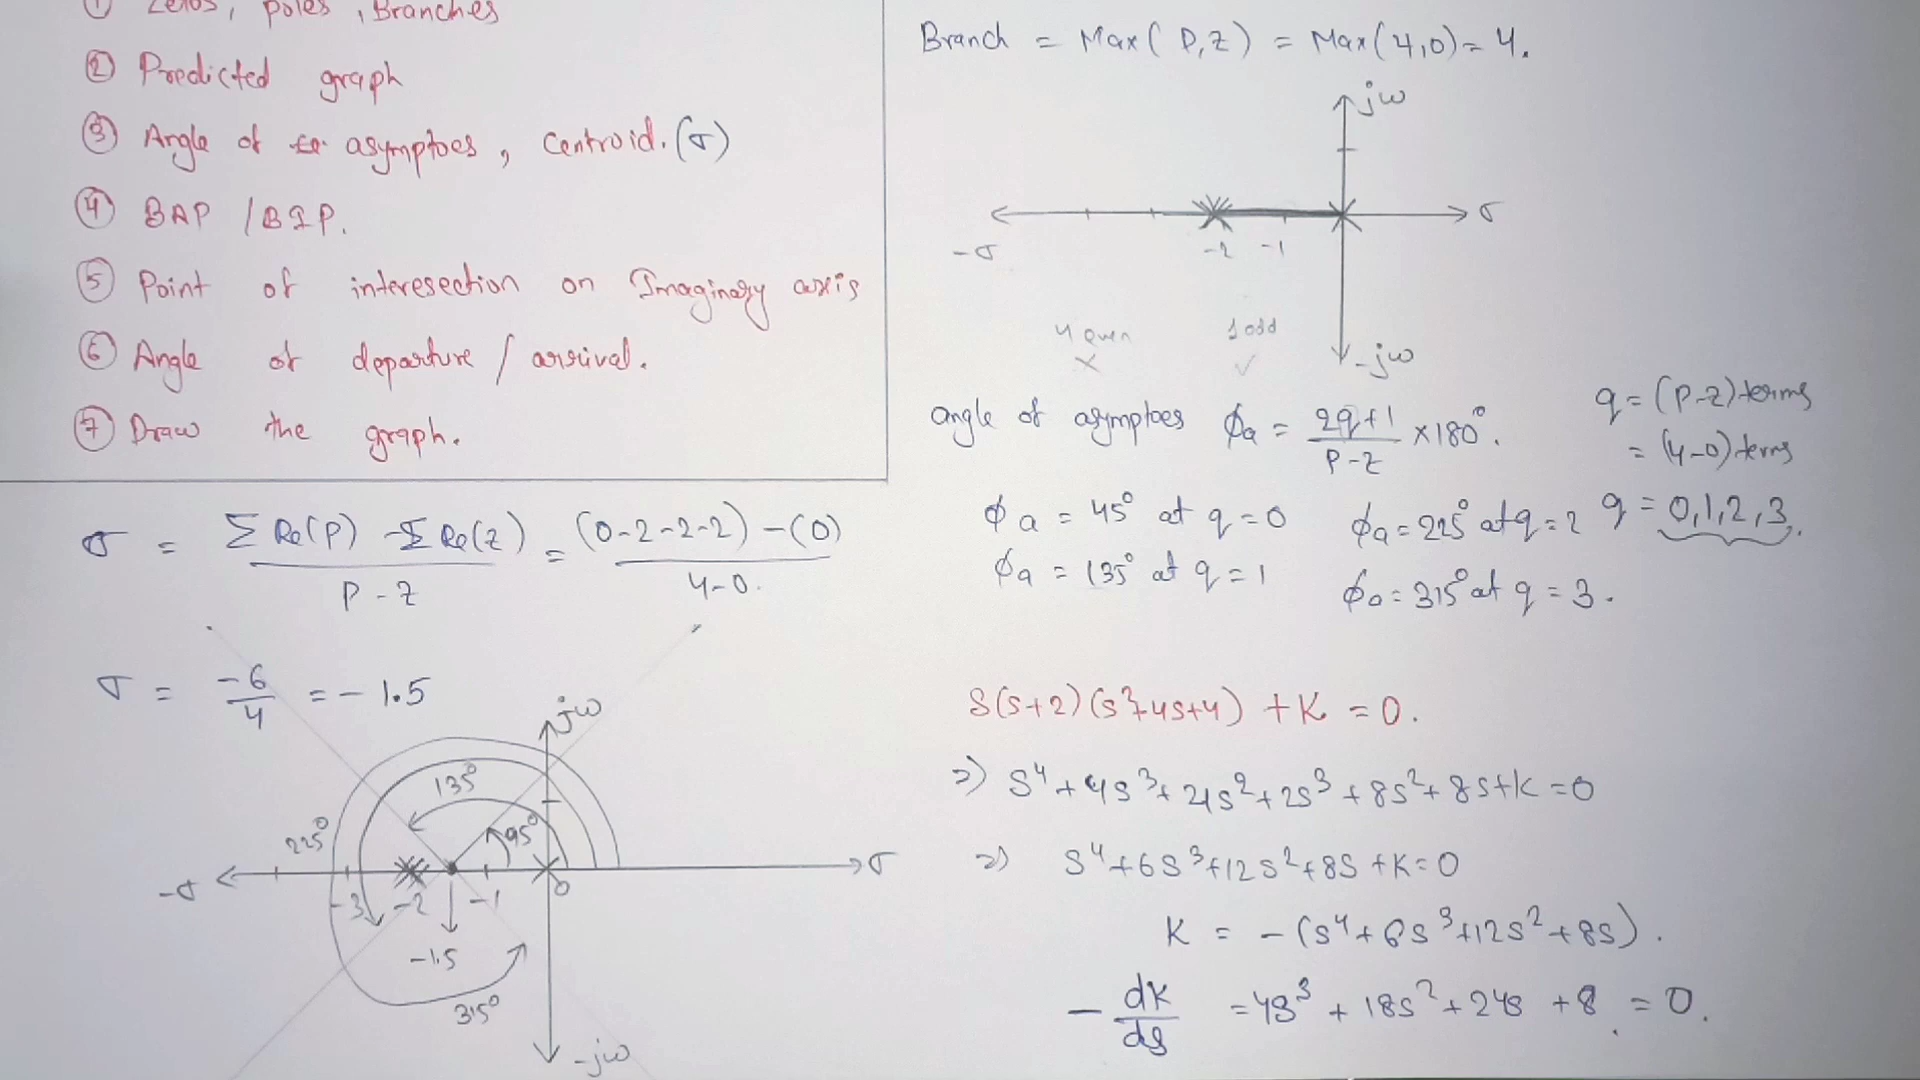 ① Zeros, poles, Branches
② Predicted graph
③ Angle of asymptoes, Centroid. (σ)
④ BAP / BIP.
⑤ Point of interesection on Imaginary axis
⑥ Angle of departure / arrival.
⑦ Draw the graph.
σ = Σ Re(P) - Σ Re(z) / P - Z = (0-2-2-2) - (0) / 4-0.
σ = -6/4 = -1.5
jω
135°
225°
95°
-σ -3 -2 -1 0 σ
-1.5
315°
-jω
Branch = Max(P,Z) = Max(4,0) = 4.
jω
σ
-σ -2 -1
4 even 1 odd
× ✓
-jω
angle of asymptoes ϕa = 2q+1 / P-Z × 180°.
q = (P-Z) terms
= (4-0) terms
q = 0,1,2,3.
ϕa = 45° at q=0 ϕa = 225° at q=2
ϕa = 135° at q=1 ϕa = 315° at q=3.
S(S+2)(S²+4S+4) + K = 0.
=> S⁴+4S³+4S²+2S³+8S²+8S+K=0
=> S⁴+6S³+12S²+8S+K=0
K = -(S⁴+6S³+12S²+8S).
- dK/ds = 4S³+18S²+24S+8 = 0.